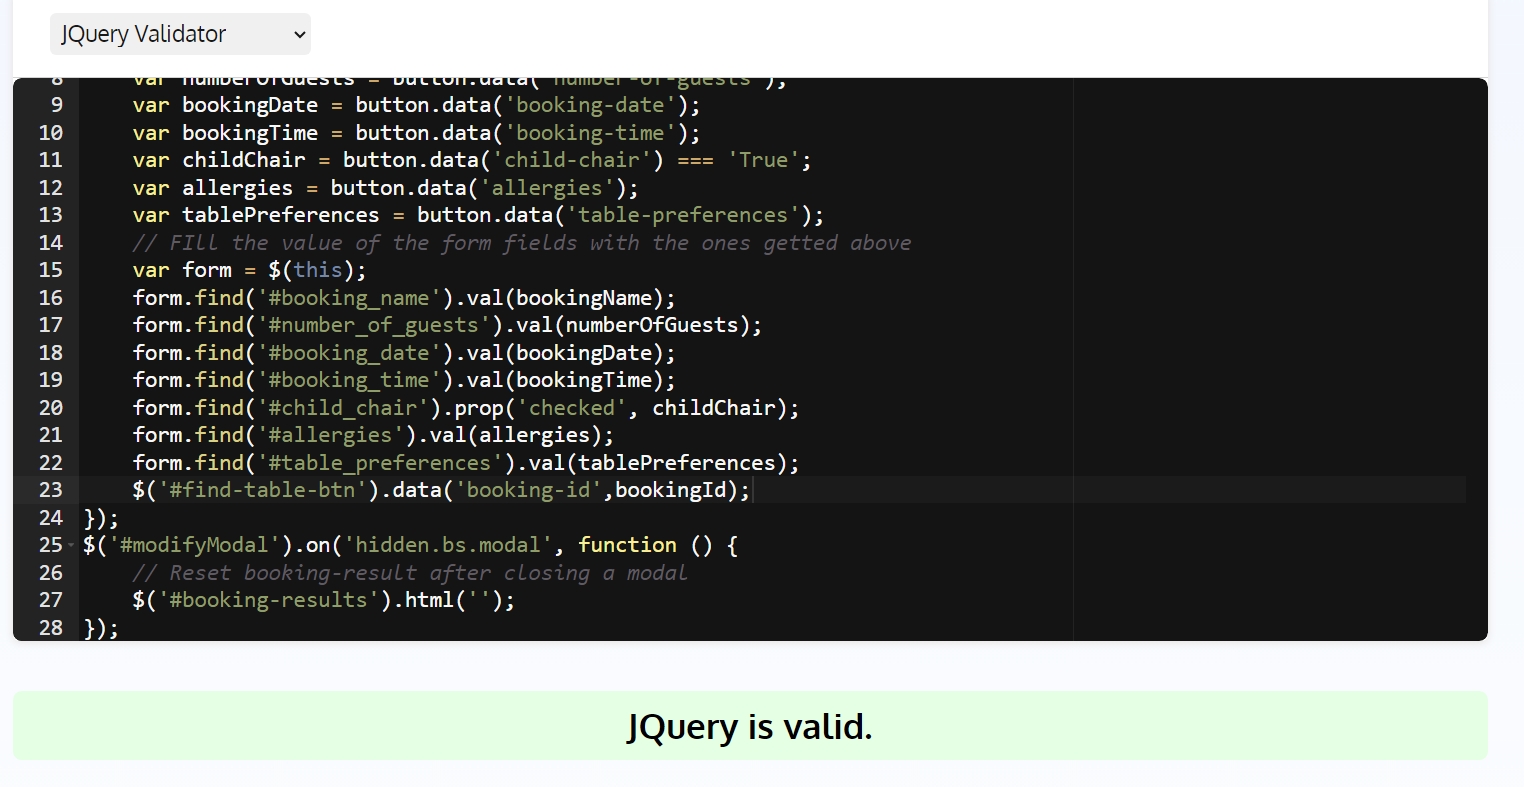 JQuery Validator
8 var numberOfGuests = button.data('number-of-guests');
9 var bookingDate = button.data('booking-date');
10 var bookingTime = button.data('booking-time');
11 var childChair = button.data('child-chair') === 'True';
12 var allergies = button.data('allergies');
13 var tablePreferences = button.data('table-preferences');
14 // FIll the value of the form fields with the ones getted above
15 var form = $(this);
16 form.find('#booking_name').val(bookingName);
17 form.find('#number_of_guests').val(numberOfGuests);
18 form.find('#booking_date').val(bookingDate);
19 form.find('#booking_time').val(bookingTime);
20 form.find('#child_chair').prop('checked', childChair);
21 form.find('#allergies').val(allergies);
22 form.find('#table_preferences').val(tablePreferences);
23 $('#find-table-btn').data('booking-id',bookingId);
24 });
25 $('#modifyModal').on('hidden.bs.modal', function () {
26 // Reset booking-result after closing a modal
27 $('#booking-results').html('');
28 });
JQuery is valid.